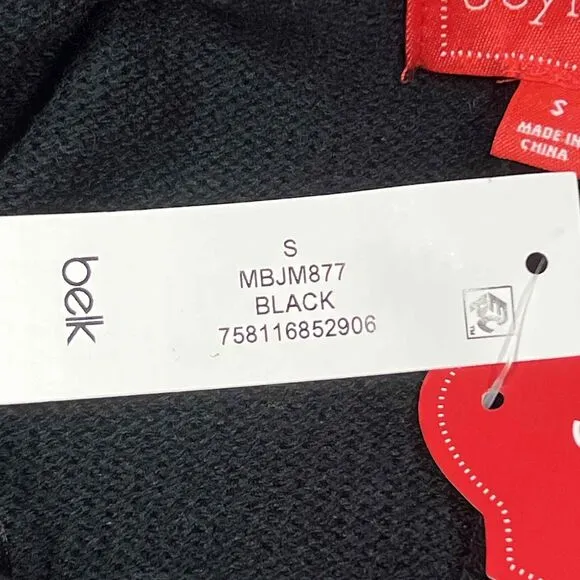 S
MADE IN
CHINA
belk
S
MBJM877
BLACK
758116852906